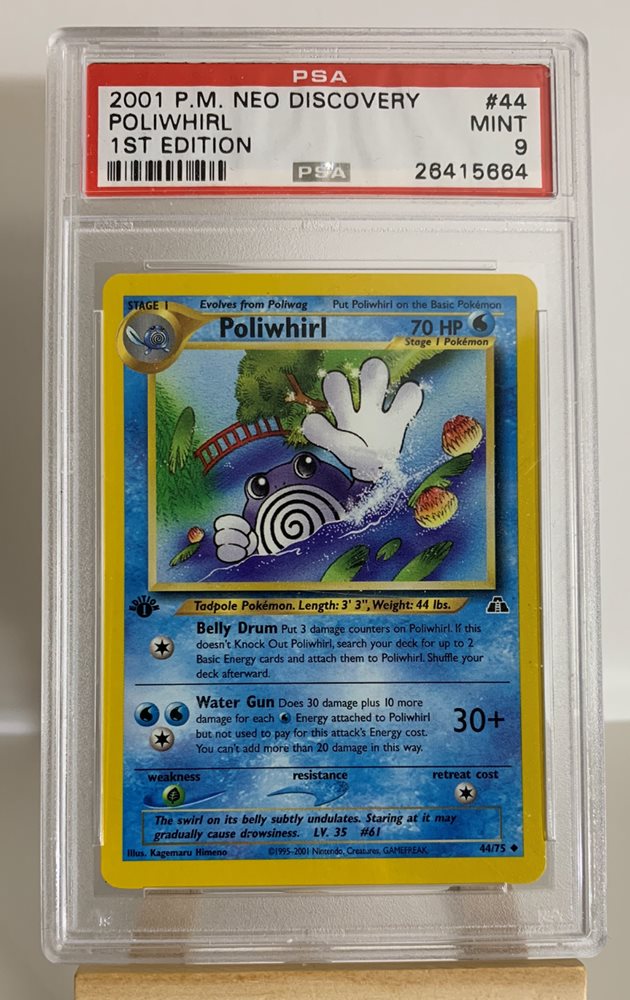 PSA
2001 P.M. NEO DISCOVERY #44
POLIWHIRL MINT
1ST EDITION 9
PSA 26415664
STAGE 1 Evolves from Poliwag Put Poliwhirl on the Basic Pokémon
Poliwhirl 70 HP
Stage 1 Pokémon
EDITION
1
Tadpole Pokémon. Length: 3' 3", Weight: 44 lbs.
Belly Drum Put 3 damage counters on Poliwhirl. If this
doesn't Knock Out Poliwhirl, search your deck for up to 2
Basic Energy cards and attach them to Poliwhirl. Shuffle your
deck afterward.
Water Gun Does 30 damage plus 10 more
damage for each Energy attached to Poliwhirl
but not used to pay for this attack's Energy cost.
You can't add more than 20 damage in this way.
30+
weakness resistance retreat cost
The swirl on its belly subtly undulates. Staring at it may
gradually cause drowsiness. LV. 35 #61
Illus. Kagemaru Himeno ©1995-2001 Nintendo, Creatures, GAMEFREAK. 44/75